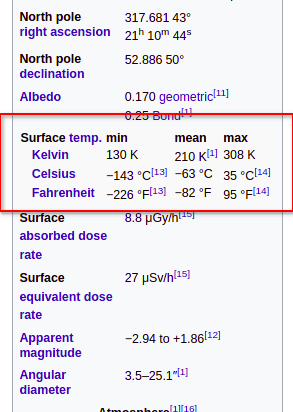 North pole 317.681 43°
right ascension 21h 10m 44s
North pole 52.886 50°
declination
Albedo 0.170 geometric[11]
0.25 Bond[1]
Surface temp. min mean max
Kelvin 130 K 210 K[1] 308 K
Celsius −143 °C[13] −63 °C 35 °C[14]
Fahrenheit −226 °F[13] −82 °F 95 °F[14]
Surface 8.8 μGy/h[15]
absorbed dose
rate
Surface 27 μSv/h[15]
equivalent dose
rate
Apparent −2.94 to +1.86[12]
magnitude
Angular 3.5–25.1″[1]
diameter
Atmosphere[1][16]